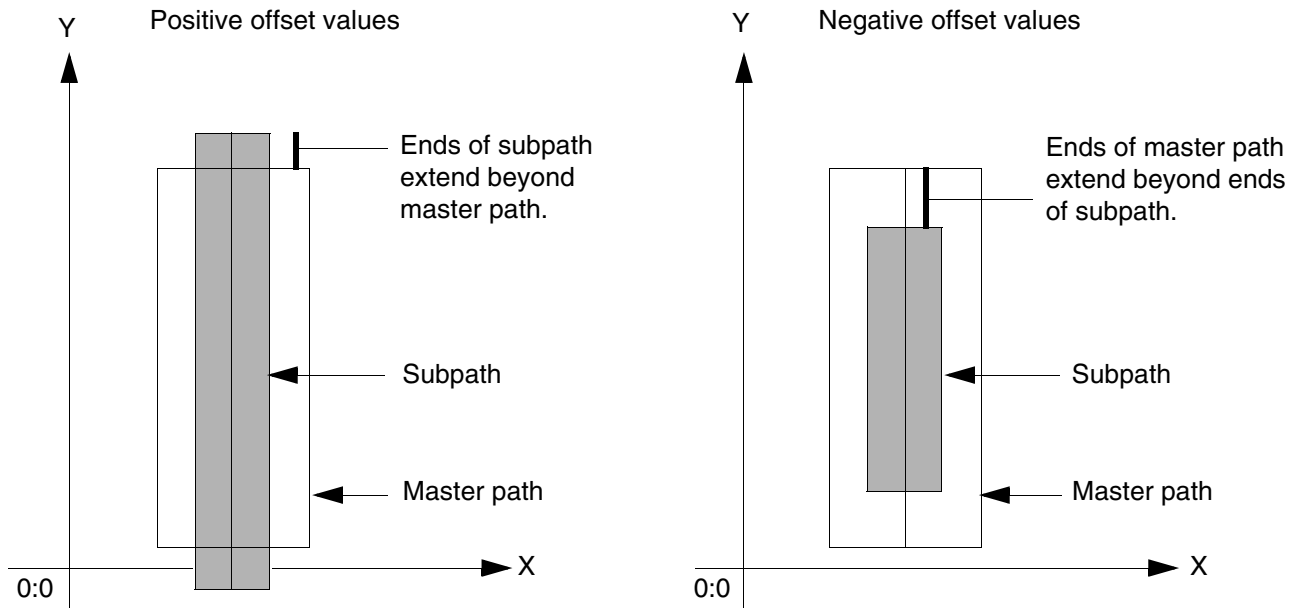 Positive offset values
Y
Ends of subpath
extend beyond
master path.
Subpath
Master path
X
0:0
Negative offset values
Y
Ends of master path
extend beyond ends
of subpath.
Subpath
Master path
X
0:0